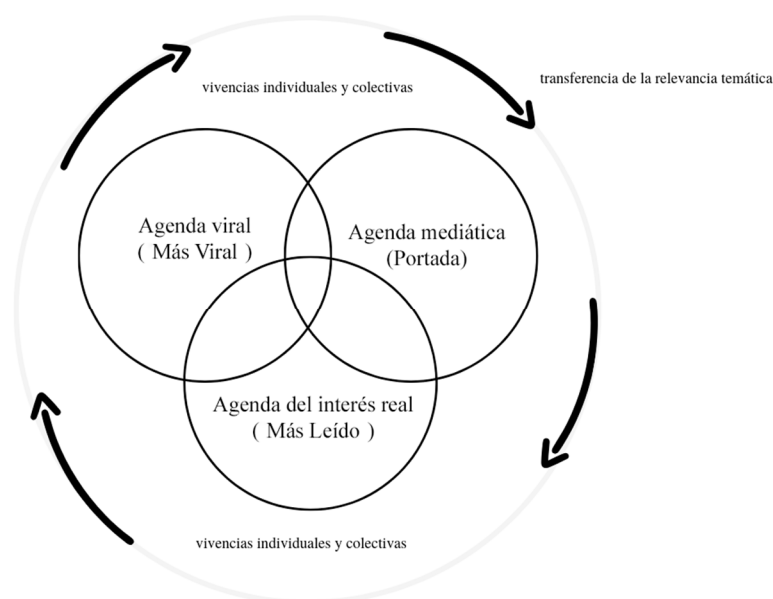 vivencias individuales y colectivas
transferencia de la relevancia temática
Agenda viral
( Más Viral )
Agenda mediática
(Portada)
Agenda del interés real
( Más Leído )
vivencias individuales y colectivas